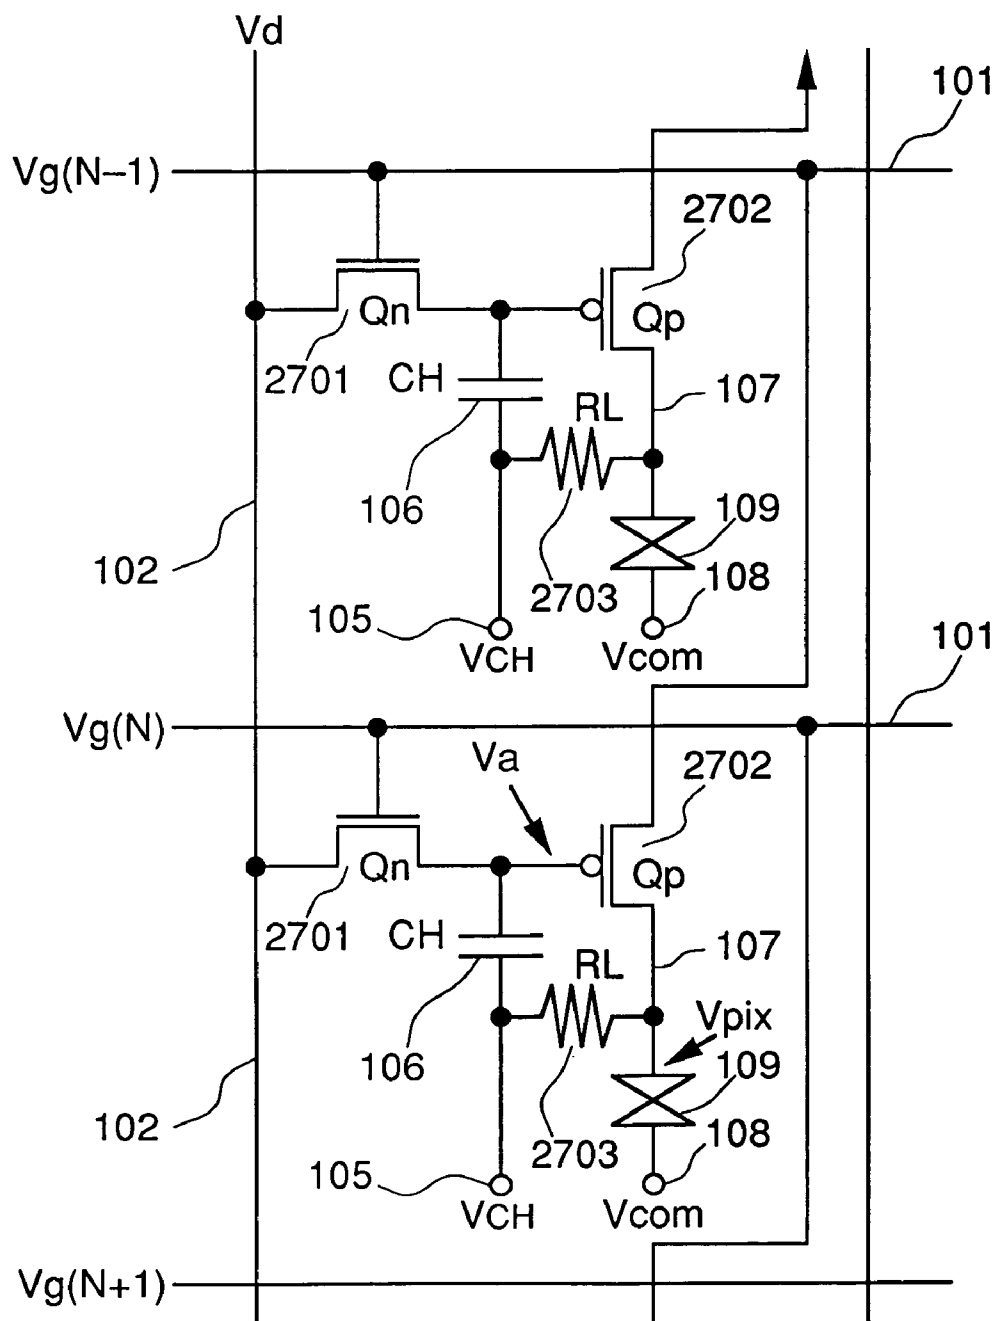 Vd
101
Vg(N−1)
2702
Qn
Qp
2701
CH
107
RL
106
109
102
2703
108
105
VCH
Vcom
101
Vg(N)
Va
2702
Qn
Qp
2701
CH
107
RL
Vpix
106
109
102
2703
108
105
VCH
Vcom
Vg(N+1)